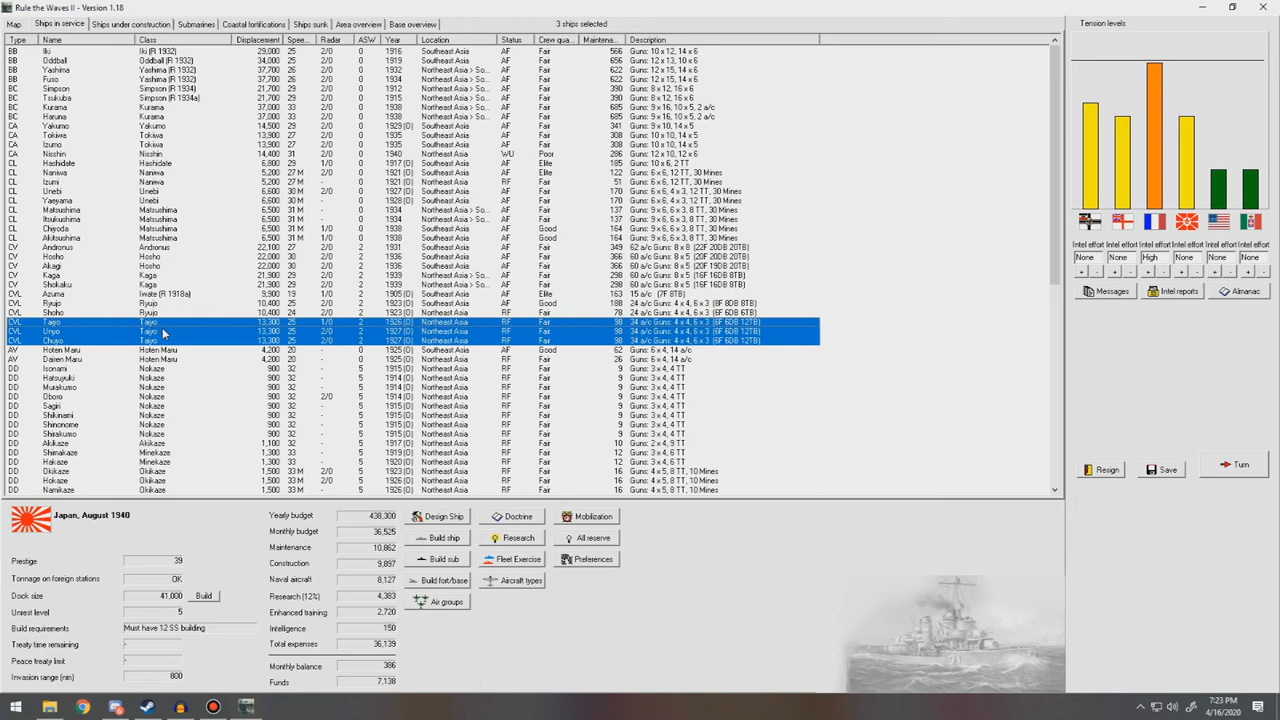 Rule the Waves II - Version 1.18
Map Ships in service Ships under construction Submarines Coastal fortifications Ships sunk Area overview Base overview 3 ships selected
Type Name Class Displacement Spee... Radar ASW Year Location Status Crew qua... Maintena... Description
BB Iki Iki (R 1932) 29,000 25 2/0 0 1916 Southeast Asia AF Fair 566 Guns: 10 x 12, 14 x 6
BB Oddball Oddball (R 1932) 34,000 25 2/0 0 1919 Southeast Asia AF Fair 656 Guns: 12 x 13, 10 x 6
BB Yashima Yashima (R 1932) 37,700 26 2/0 0 1932 Northeast Asia > So... AF Fair 622 Guns: 12 x 15, 14 x 6
BB Fuso Yashima (R 1932) 37,700 26 2/0 0 1934 Northeast Asia > So... AF Fair 622 Guns: 12 x 15, 14 x 6
BC Simpson Simpson (R 1934) 21,700 29 2/0 0 1912 Northeast Asia > So... AF Fair 390 Guns: 8 x 12, 16 x 6
BC Tsukuba Simpson (R 1934a) 21,700 29 2/0 0 1915 Northeast Asia > So... AF Fair 390 Guns: 8 x 12, 16 x 6
BC Kurama Kurama 37,000 33 2/0 0 1938 Northeast Asia > So... AF Fair 685 Guns: 9 x 16, 10 x 5, 2 a/c
BC Haruna Kurama 37,000 33 2/0 0 1938 Northeast Asia > So... AF Fair 685 Guns: 9 x 16, 10 x 5, 2 a/c
CA Yakumo Yakumo 14,500 29 2/0 0 1929 (O) Southeast Asia AF Fair 341 Guns: 10 x 9, 14 x 5
CA Tokiwa Tokiwa 13,900 27 2/0 0 1935 Southeast Asia AF Fair 308 Guns: 10 x 10, 14 x 5
CA Izumo Tokiwa 13,900 27 2/0 0 1935 Southeast Asia AF Fair 308 Guns: 10 x 10, 14 x 5
CA Nisshin Nisshin 14,400 31 2/0 0 1940 Northeast Asia WU Poor 286 Guns: 12 x 10, 12 x 6
CL Hashidate Hashidate 6,800 29 1/0 0 1917 (O) Southeast Asia AF Elite 185 Guns: 10 x 6, 2 TT
CL Naniwa Naniwa 5,200 27 M 2/0 0 1921 (O) Southeast Asia AF Elite 122 Guns: 6 x 6, 12 TT, 30 Mines
CL Izumi Naniwa 5,200 27 M - 0 1921 (O) Northeast Asia RF Fair 51 Guns: 6 x 6, 12 TT, 30 Mines
CL Unebi Unebi 6,600 30 M 2/0 0 1927 (O) Southeast Asia AF Fair 170 Guns: 6 x 6, 4 x 3, 12 TT, 30 Mines
CL Yaeyama Unebi 6,600 30 M 2/0 0 1928 (O) Southeast Asia AF Fair 170 Guns: 6 x 6, 4 x 3, 12 TT, 30 Mines
CL Matsushima Matsushima 6,500 31 M - 0 1934 Northeast Asia > So... AF Fair 137 Guns: 9 x 6, 6 x 3, 8 TT, 30 Mines
CL Itsukushima Matsushima 6,500 31 M - 0 1934 Northeast Asia > So... AF Fair 137 Guns: 9 x 6, 6 x 3, 8 TT, 30 Mines
CL Chiyoda Matsushima 6,500 31 M 1/0 0 1938 Southeast Asia AF Good 164 Guns: 9 x 6, 6 x 3, 8 TT, 30 Mines
CL Akitsushima Matsushima 6,500 31 M 1/0 0 1938 Southeast Asia AF Good 164 Guns: 9 x 6, 6 x 3, 8 TT, 30 Mines
CV Andronus Andronus 22,100 27 2/0 2 1931 Southeast Asia AF Fair 349 62 a/c Guns: 8 x 8 (22F 20DB 20TB)
CV Hosho Hosho 22,000 30 2/0 2 1936 Southeast Asia AF Fair 366 60 a/c Guns: 8 x 5 (20F 20DB 20TB)
CV Akagi Hosho 22,000 30 2/0 2 1936 Southeast Asia AF Fair 366 60 a/c Guns: 8 x 5 (20F 19DB 20TB)
CV Kaga Kaga 21,900 29 2/0 2 1939 Northeast Asia > So... AF Fair 298 60 a/c Guns: 8 x 5 (16F 16DB 26TB)
CV Shokaku Kaga 21,900 29 2/0 2 1939 Northeast Asia > So... AF Fair 298 60 a/c Guns: 8 x 5 (16F 16DB 26TB)
CVL Azuma Iwate (R 1918a) 9,900 19 1/0 2 1905 (O) Southeast Asia AF Elite 163 15 a/c (7F 8TB)
CVL Ryujo Ryujo 10,400 25 2/0 2 1923 (O) Southeast Asia AF Good 188 24 a/c Guns: 4 x 4, 6 x 3 (8F 8DB 8TB)
CVL Shoho Ryujo 10,400 24 2/0 2 1923 (O) Northeast Asia RF Fair 78 24 a/c Guns: 4 x 4, 6 x 3 (8F 6DB 8TB)
CVL Taiyo Taiyo 13,300 25 1/0 2 1926 (O) Northeast Asia RF Fair 98 34 a/c Guns: 4 x 4, 6 x 3 (6F 6DB 12TB)
CVL Unyo Taiyo 13,300 25 2/0 2 1927 (O) Northeast Asia RF Fair 98 34 a/c Guns: 4 x 4, 6 x 3 (6F 6DB 12TB)
CVL Chuyo Taiyo 13,300 25 2/0 2 1927 (O) Northeast Asia RF Fair 98 34 a/c Guns: 4 x 4, 6 x 3 (6F 6DB 12TB)
AV Hoten Maru Hoten Maru 4,200 20 - 0 Southeast Asia AF Good 62 Guns: 6 x 4, 14 a/c
AV Dairen Maru Hoten Maru 4,200 20 - 0 Northeast Asia RF Fair 26 Guns: 6 x 4, 14 a/c
DD Isonami Nokaze 900 32 - 5 1914 (O) Northeast Asia RF Fair 9 Guns: 3 x 4, 4 TT
DD Hatsuyuki Nokaze 900 32 - 5 1914 (O) Northeast Asia RF Fair 9 Guns: 3 x 4, 4 TT
DD Murakumo Nokaze 900 32 - 5 1914 (O) Northeast Asia RF Fair 9 Guns: 3 x 4, 4 TT
DD Oboro Nokaze 900 32 2/0 5 1914 (O) Northeast Asia RF Fair 9 Guns: 3 x 4, 4 TT
DD Sagiri Nokaze 900 32 - 5 1914 (O) Northeast Asia RF Fair 9 Guns: 3 x 4, 4 TT
DD Shikinami Nokaze 900 32 - 5 1914 (O) Northeast Asia RF Fair 9 Guns: 3 x 4, 4 TT
DD Shinonome Nokaze 900 32 - 5 1914 (O) Northeast Asia RF Fair 9 Guns: 3 x 4, 4 TT
DD Shirakumo Nokaze 900 32 - 5 1914 (O) Northeast Asia RF Fair 9 Guns: 3 x 4, 4 TT
DD Akikaze Akikaze 1,100 32 - 5 1917 (O) Northeast Asia RF Fair 10 Guns: 2 x 4, 9 TT
DD Shimakaze Minekaze 1,300 33 - 5 1919 (O) Northeast Asia RF Fair 12 Guns: 4 x 4, 6 TT
DD Hakaze Minekaze 1,300 33 - 5 1920 (O) Northeast Asia RF Fair 12 Guns: 4 x 4, 6 TT
DD Okikaze Okikaze 1,500 33 M 2/0 5 1923 (O) Northeast Asia RF Fair 16 Guns: 4 x 5, 8 TT, 10 Mines
DD Hokaze Okikaze 1,500 33 M 2/0 5 1926 (O) Northeast Asia RF Fair 16 Guns: 4 x 5, 8 TT, 10 Mines
DD Namikaze Okikaze 1,500 33 M - 5 1926 (O) Northeast Asia RF Fair 16 Guns: 4 x 5, 8 TT, 10 Mines
Tension levels
Intel effort Intel effort Intel effort Intel effort Intel effort Intel effort
None None High None None None
+ - + - + - + - + - + -
Messages Intel reports Almanac
Resign Save Turn
Japan, August 1940
Prestige 39
Tonnage on foreign stations OK
Dock size 41,000 Build
Unrest level 5
Build requirements Must have 12 SS building
Treaty time remaining -
Peace treaty limit -
Invasion range (nm) 800
Yearly budget 438,300
Monthly budget 36,525
Maintenance 10,862
Construction 9,897
Naval aircraft 8,127
Research (12%) 4,383
Enhanced training 2,720
Intelligence 150
Total expenses 36,139
Monthly balance 386
Funds 7,138
Design Ship Doctrine Mobilization
Build ship Research All reserve
Build sub Fleet Exercise Preferences
Build fort/base Aircraft types
Air groups
7:23 PM
4/16/2020